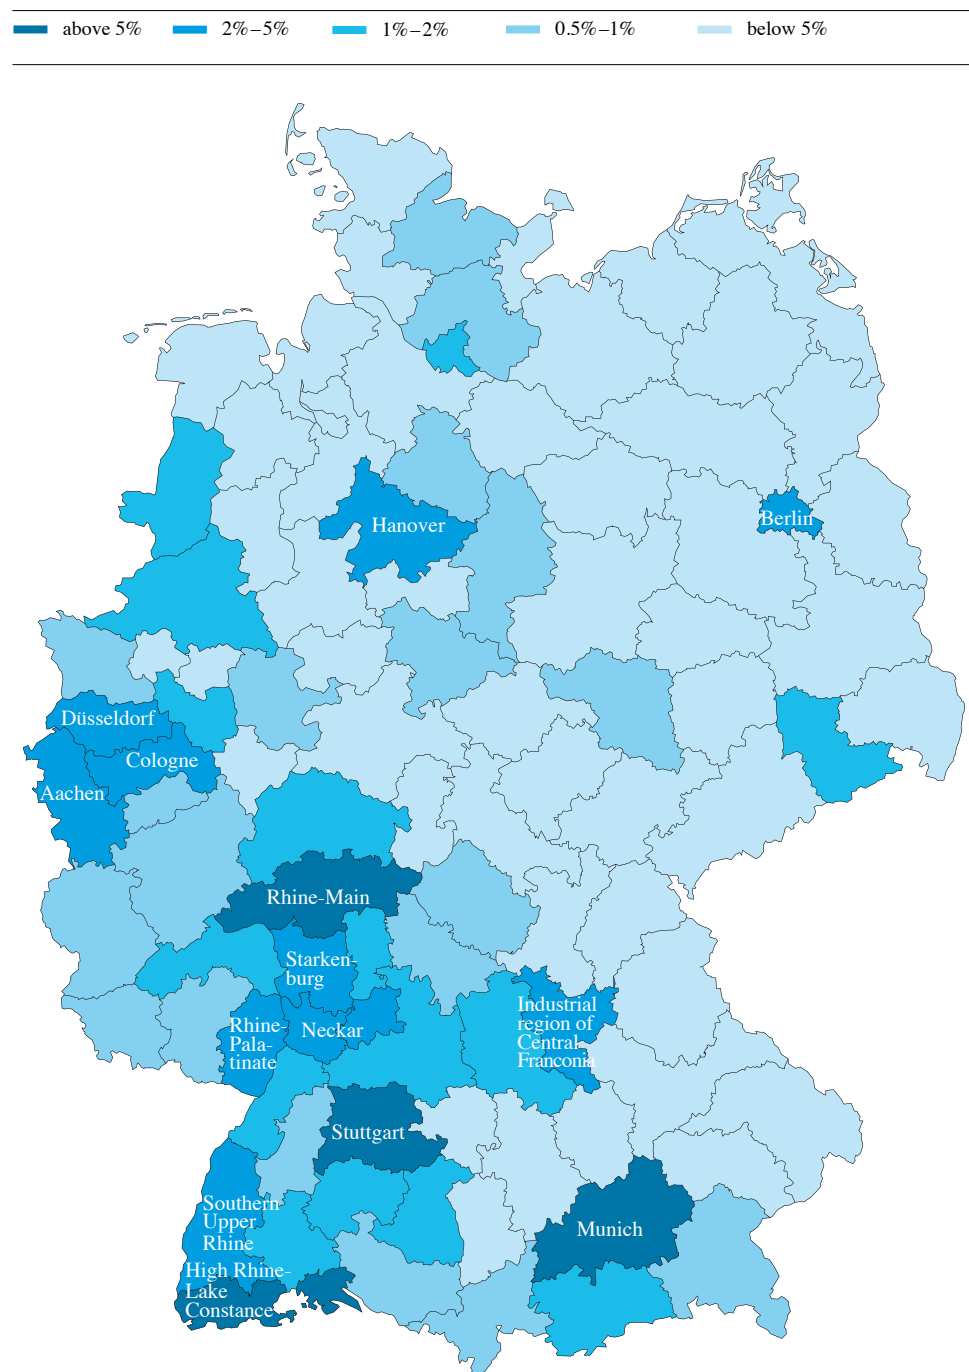 above 5% 2%–5% 1%–2% 0.5%–1% below 5%
Berlin
Hanover
Düsseldorf
Cologne
Aachen
Rhine-Main
Starken-
burg
Industrial
region of
Central
Franconia
Rhine-
Pala-
tinate
Neckar
Stuttgart
Southern
Upper
Rhine
Munich
High Rhine-
Lake
Constance